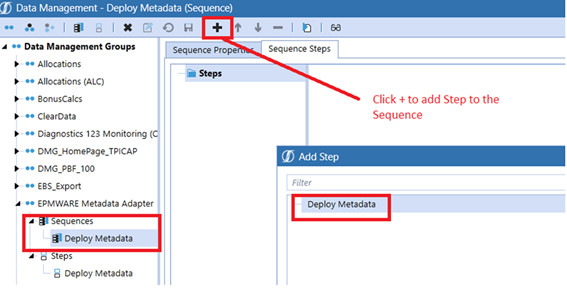 Data Management - Deploy Metadata (Sequence)
Data Management Groups
Allocations
Allocations (ALC)
BonusCalcs
ClearData
Diagnostics 123 Monitoring (C
DMG_HomePage_TPICAP
DMG_PBF_100
EBS_Export
EPMWARE Metadata Adapter
Sequences
Deploy Metadata
Steps
Deploy Metadata
Sequence Properties
Sequence Steps
Steps
Click + to add Step to the
Sequence
Add Step
Filter
Deploy Metadata